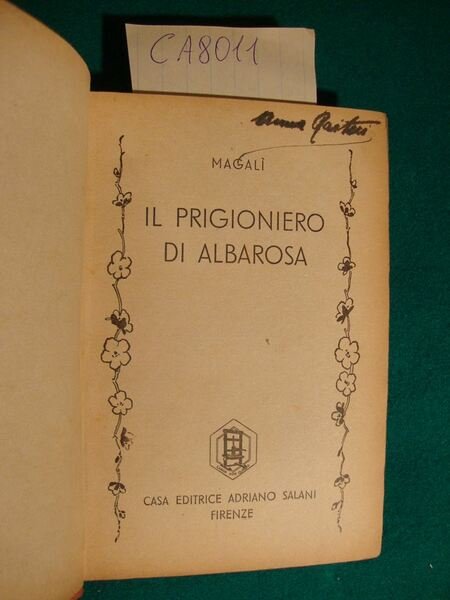 CA8011
MAGALÌ
IL PRIGIONIERO
DI ALBAROSA
CASA EDITRICE ADRIANO SALANI
FIRENZE